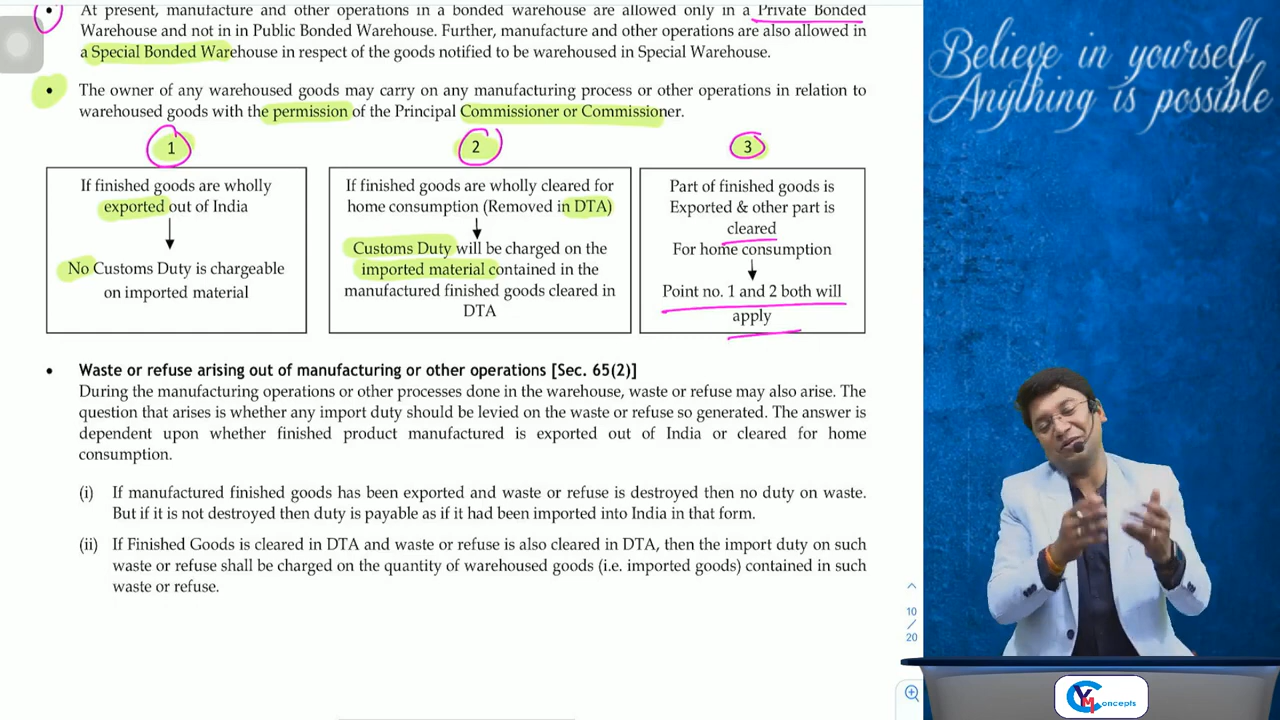 At present, manufacture and other operations in a bonded warehouse are allowed only in a Private Bonded
Warehouse and not in in Public Bonded Warehouse. Further, manufacture and other operations are also allowed in
a Special Bonded Warehouse in respect of the goods notified to be warehoused in Special Warehouse.
• The owner of any warehoused goods may carry on any manufacturing process or other operations in relation to
warehoused goods with the permission of the Principal Commissioner or Commissioner.
1
If finished goods are wholly
exported out of India
No Customs Duty is chargeable
on imported material
2
If finished goods are wholly cleared for
home consumption (Removed in DTA)
Customs Duty will be charged on the
imported material contained in the
manufactured finished goods cleared in
DTA
3
Part of finished goods is
Exported & other part is
cleared
For home consumption
Point no. 1 and 2 both will
apply
• Waste or refuse arising out of manufacturing or other operations [Sec. 65(2)]
During the manufacturing operations or other processes done in the warehouse, waste or refuse may also arise. The
question that arises is whether any import duty should be levied on the waste or refuse so generated. The answer is
dependent upon whether finished product manufactured is exported out of India or cleared for home
consumption.
(i) If manufactured finished goods has been exported and waste or refuse is destroyed then no duty on waste.
But if it is not destroyed then duty is payable as if it had been imported into India in that form.
(ii) If Finished Goods is cleared in DTA and waste or refuse is also cleared in DTA, then the import duty on such
waste or refuse shall be charged on the quantity of warehoused goods (i.e. imported goods) contained in such
waste or refuse.
10
/
20
Believe in yourself
Anything is possible
YM Concepts